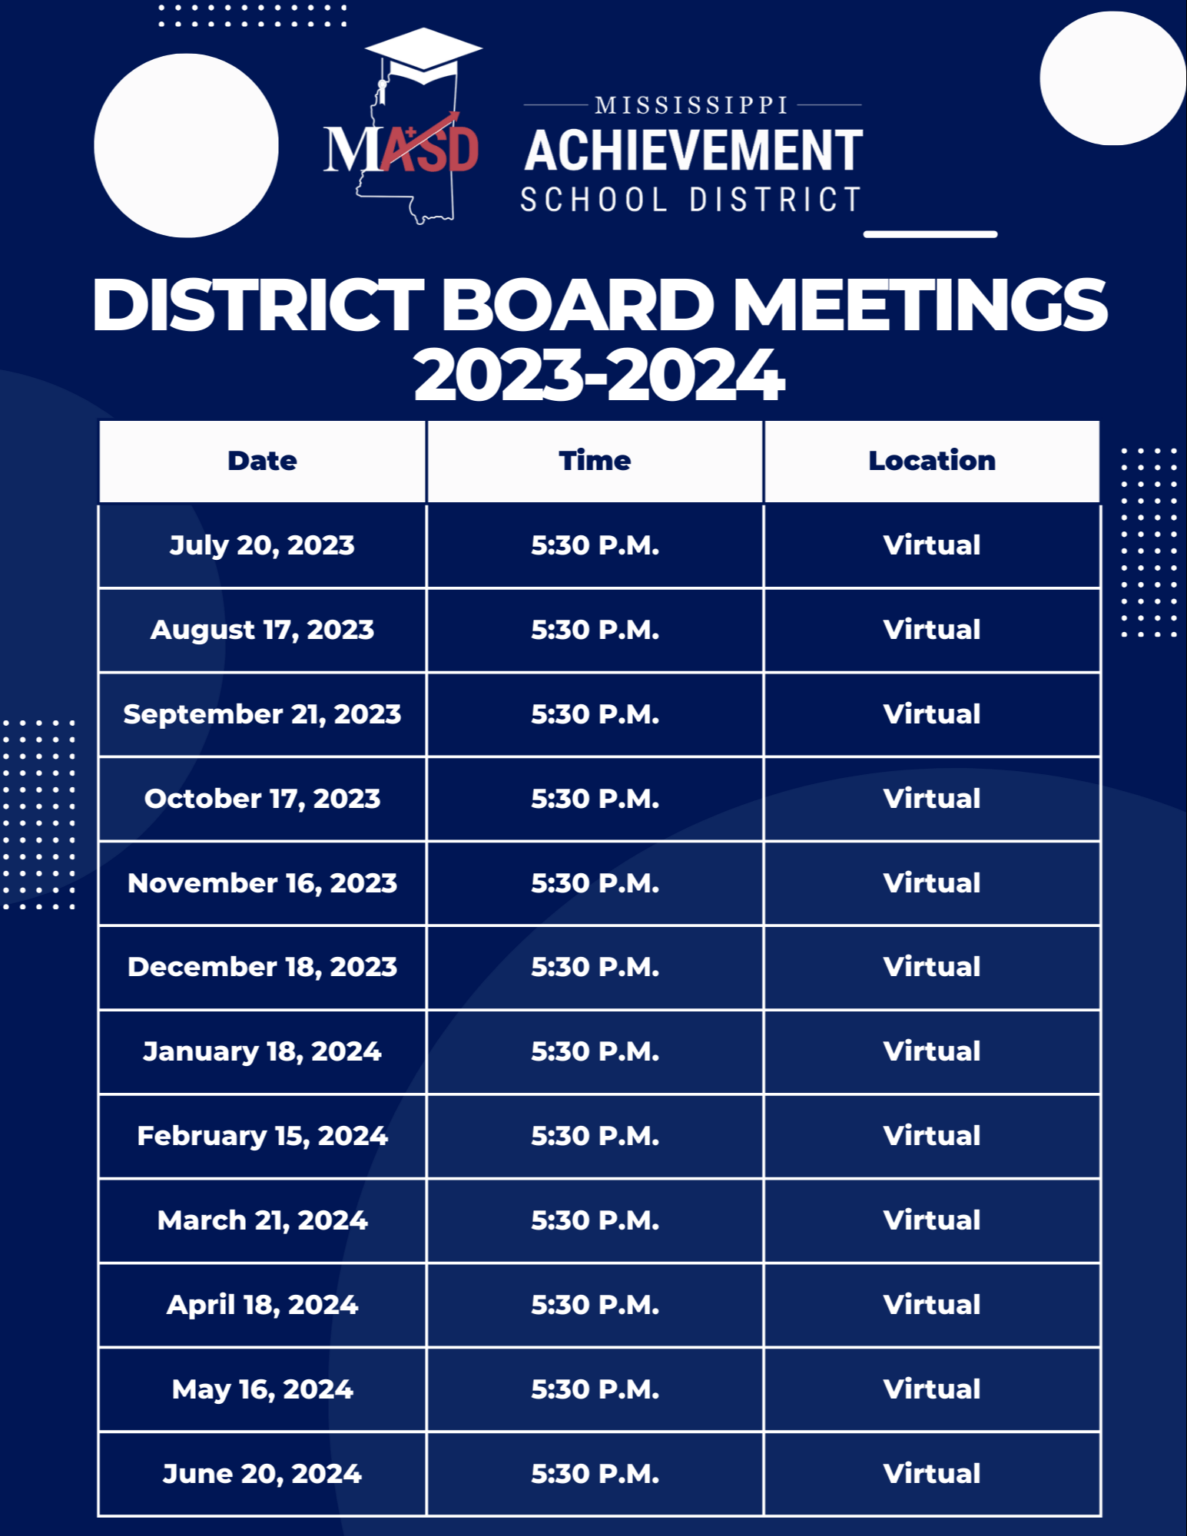 MASD
MISSISSIPPI
ACHIEVEMENT
SCHOOL DISTRICT
DISTRICT BOARD MEETINGS
2023-2024
Date Time Location
July 20, 2023 5:30 P.M. Virtual
August 17, 2023 5:30 P.M. Virtual
September 21, 2023 5:30 P.M. Virtual
October 17, 2023 5:30 P.M. Virtual
November 16, 2023 5:30 P.M. Virtual
December 18, 2023 5:30 P.M. Virtual
January 18, 2024 5:30 P.M. Virtual
February 15, 2024 5:30 P.M. Virtual
March 21, 2024 5:30 P.M. Virtual
April 18, 2024 5:30 P.M. Virtual
May 16, 2024 5:30 P.M. Virtual
June 20, 2024 5:30 P.M. Virtual